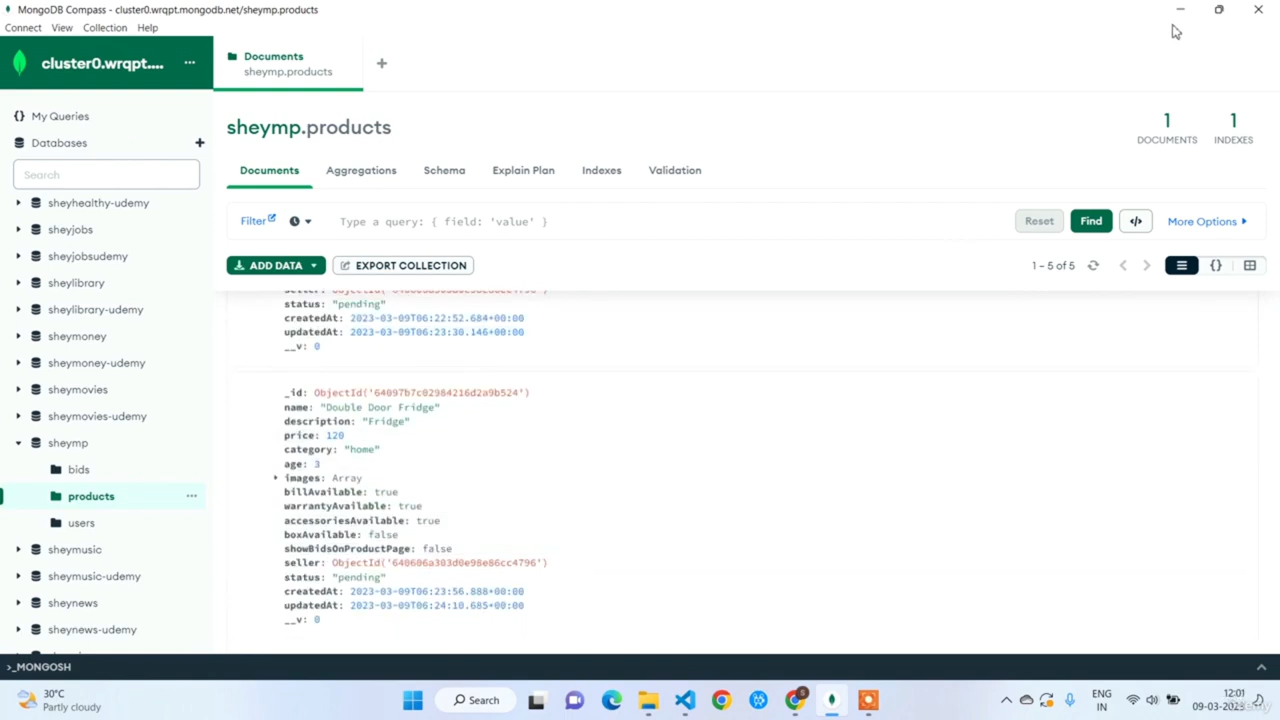 MongoDB Compass - cluster0.wrqpt.mongodb.net/sheymp.products
Connect View Collection Help
cluster0.wrqpt.... ...
Documents
sheymp.products
+
My Queries
Databases +
Search
sheyhealthy-udemy
sheyjobs
sheyjobsudemy
sheylibrary
sheylibrary-udemy
sheymoney
sheymoney-udemy
sheymovies
sheymovies-udemy
sheymp
bids
products ...
users
sheymusic
sheymusic-udemy
sheynews
sheynews-udemy
sheymp.products
1 DOCUMENTS
1 INDEXES
Documents Aggregations Schema Explain Plan Indexes Validation
Filter Type a query: { field: 'value' } Reset Find </> More Options
ADD DATA EXPORT COLLECTION 1 – 5 of 5 {}
status: "pending"
createdAt: 2023-03-09T06:22:52.684+00:00
updatedAt: 2023-03-09T06:23:30.146+00:00
__v: 0
_id: ObjectId('64097b7c02984216d2a9b524')
name: "Double Door Fridge"
description: "Fridge"
price: 120
category: "home"
age: 3
images: Array
billAvailable: true
warrantyAvailable: true
accessoriesAvailable: true
boxAvailable: false
showBidsOnProductPage: false
seller: ObjectId('640606a303d0e98e86cc4796')
status: "pending"
createdAt: 2023-03-09T06:23:56.888+00:00
updatedAt: 2023-03-09T06:24:10.685+00:00
__v: 0
>_MONGOSH
30°C
Partly cloudy
Search
5
ENG
IN
12:01
09-03-2023